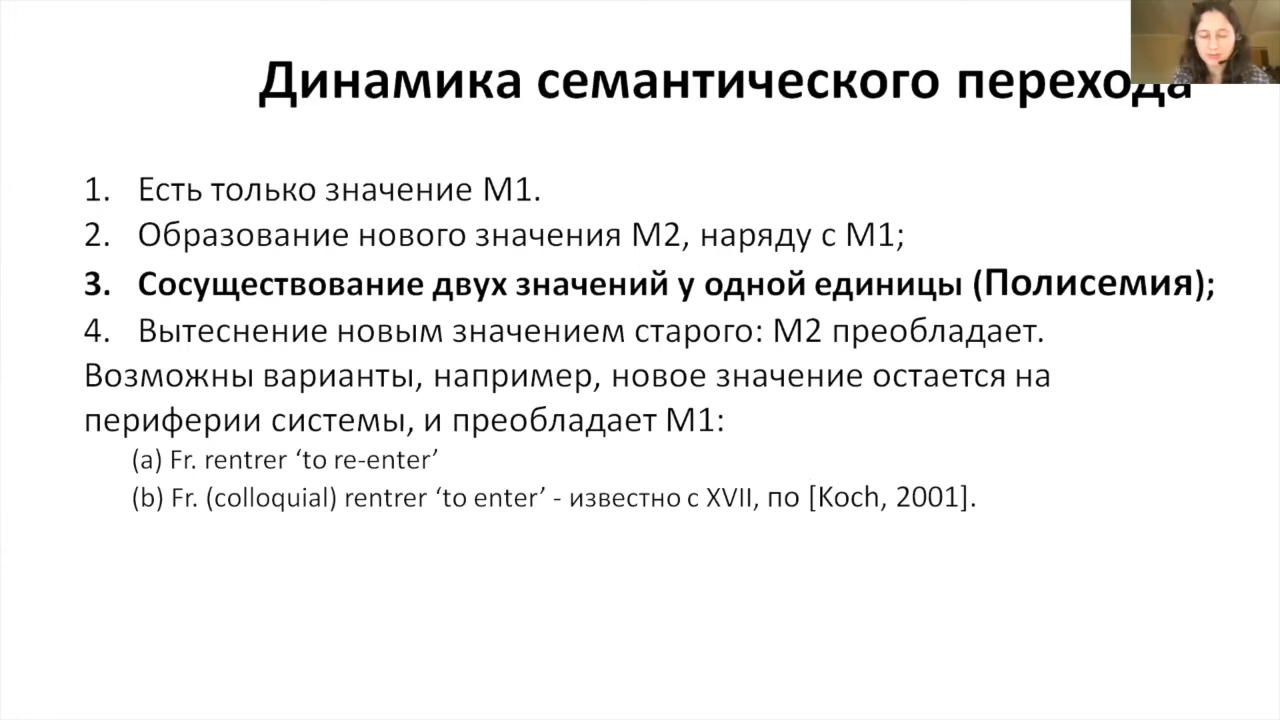 Динамика семантического перехода
1. Есть только значение М1.
2. Образование нового значения М2, наряду с М1;
3. Сосуществование двух значений у одной единицы (Полисемия);
4. Вытеснение новым значением старого: М2 преобладает.
Возможны варианты, например, новое значение остается на
периферии системы, и преобладает М1:
(a) Fr. rentrer ‘to re-enter’
(b) Fr. (colloquial) rentrer ‘to enter’ - известно с XVII, по [Koch, 2001].